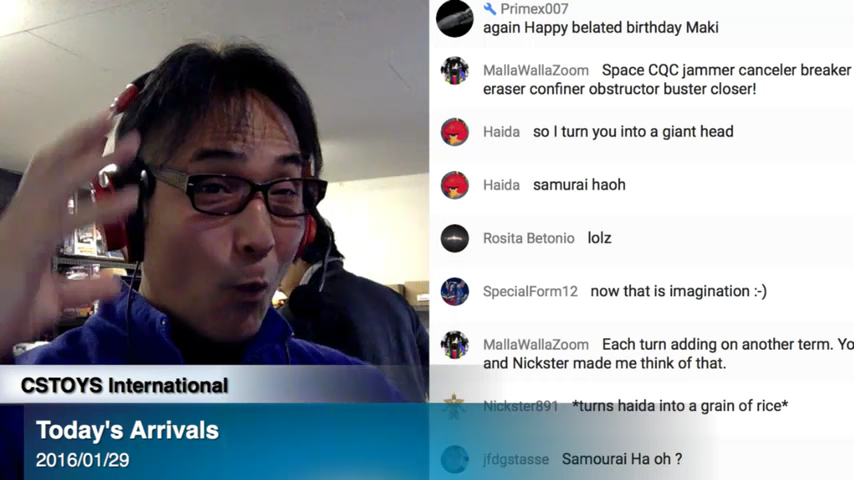 Primex007
again Happy belated birthday Maki
MallaWallaZoom Space CQC jammer canceler breaker
eraser confiner obstructor buster closer!
Haida so I turn you into a giant head
Haida samurai haoh
Rosita Betonio lolz
SpecialForm12 now that is imagination :-)
MallaWallaZoom Each turn adding on another term. Yo
and Nickster made me think of that.
Nickster891 *turns haida into a grain of rice*
jfdgstasse Samourai Ha oh ?
CSTOYS International
Today's Arrivals
2016/01/29